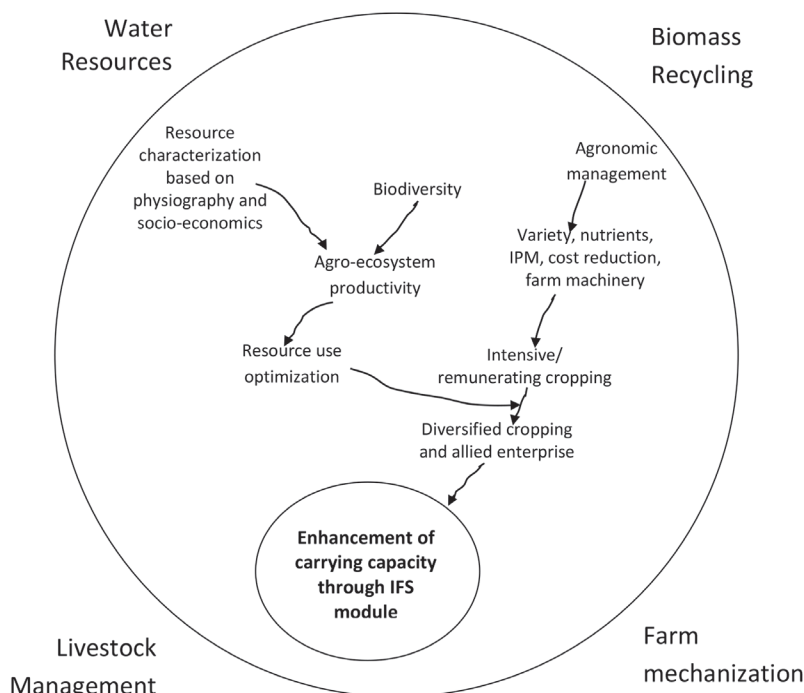 Water
Resources
Biomass
Recycling
Resource
characterization
based on
physiography and
socio-economics
Biodiversity
Agronomic
management
Agro-ecosystem
productivity
Variety, nutrients,
IPM, cost reduction,
farm machinery
Resource use
optimization
Intensive/
remunerating cropping
Diversified cropping
and allied enterprise
Enhancement of
carrying capacity
through IFS
module
Livestock
Management
Farm
mechanization